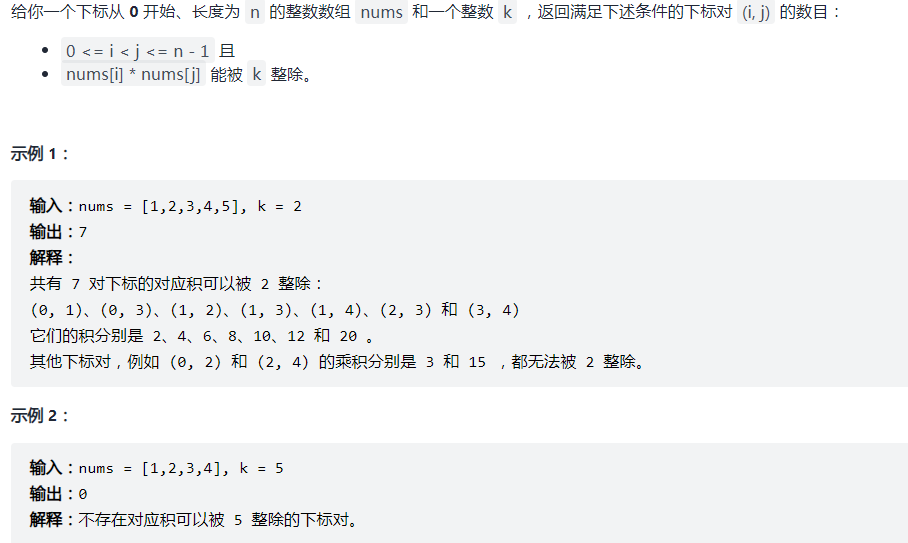 给你一个下标从 0 开始、长度为 n 的整数数组 nums 和一个整数 k ，返回满足下述条件的下标对 (i, j) 的数目：
0 <= i < j <= n - 1 且
nums[i] * nums[j] 能被 k 整除。
示例 1：
输入：nums = [1,2,3,4,5], k = 2
输出：7
解释：
共有 7 对下标的对应积可以被 2 整除：
(0, 1)、(0, 3)、(1, 2)、(1, 3)、(1, 4)、(2, 3) 和 (3, 4)
它们的积分别是 2、4、6、8、10、12 和 20 。
其他下标对，例如 (0, 2) 和 (2, 4) 的乘积分别是 3 和 15 ，都无法被 2 整除。
示例 2：
输入：nums = [1,2,3,4], k = 5
输出：0
解释：不存在对应积可以被 5 整除的下标对。